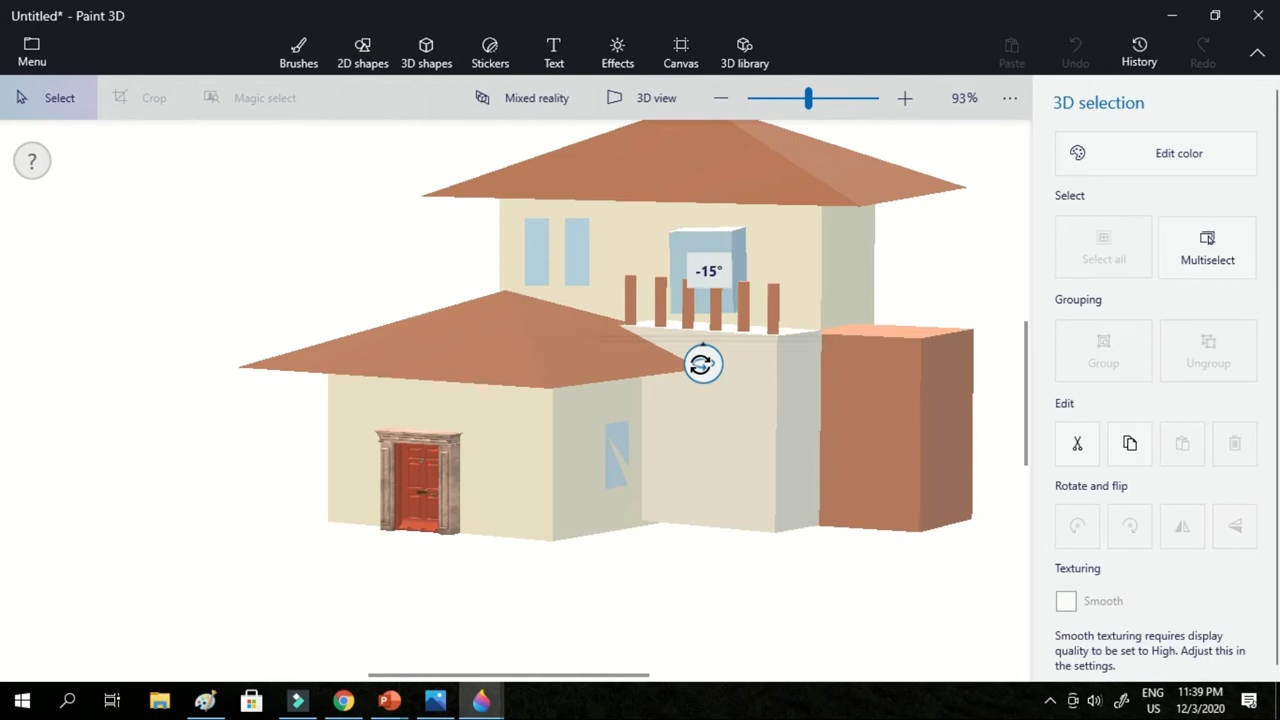 Untitled* - Paint 3D
Menu
Brushes
2D shapes
3D shapes
Stickers
Text
Effects
Canvas
3D library
Paste
Undo
History
Redo
Select
Crop
Magic select
Mixed reality
3D view
93%
?
-15°
3D selection
Edit color
Select
Select all
Multiselect
Grouping
Group
Ungroup
Edit
Rotate and flip
Texturing
Smooth
Smooth texturing requires display
quality to be set to High. Adjust this in
the settings.
ENG
US
11:39 PM
12/3/2020